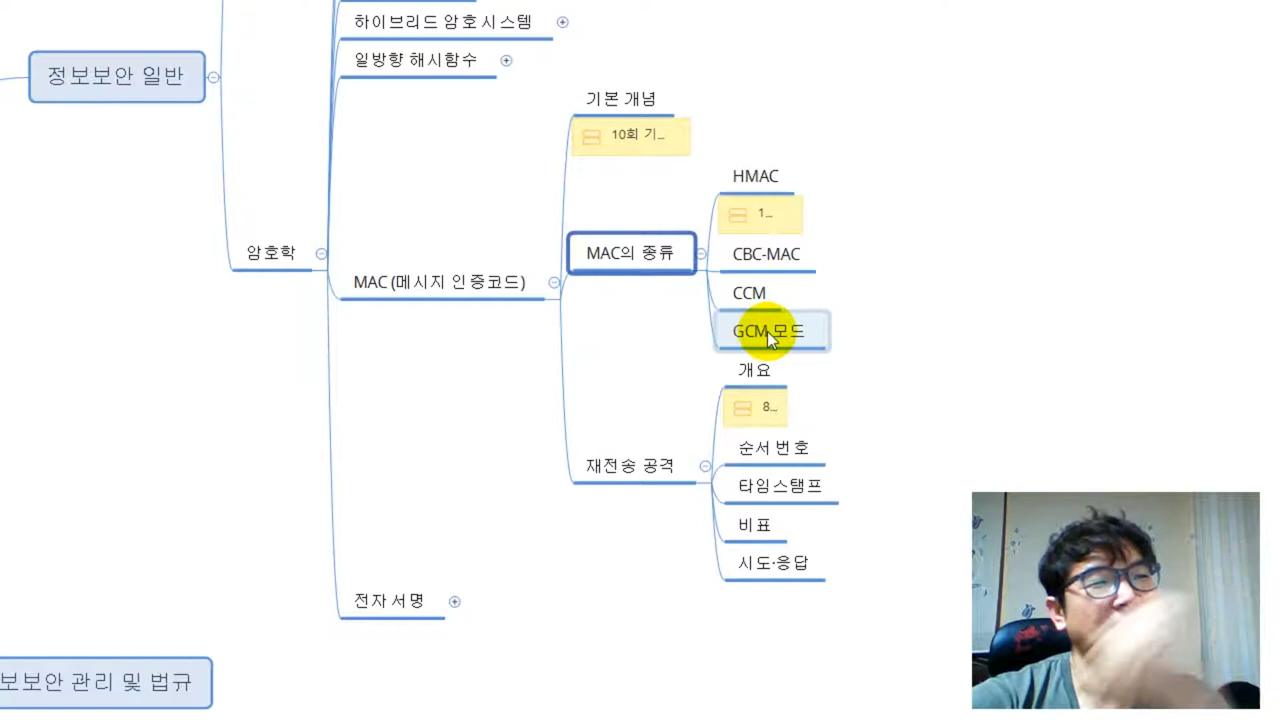 하이브리드 암호 시스템
일방향 해시함수
정보보안 일반
기본 개념
10회 기...
HMAC
1...
암호학
MAC의 종류
CBC-MAC
MAC (메시지 인증코드)
CCM
GCM 모드
개요
8...
순서 번호
재전송 공격
타임스탬프
비표
시도·응답
전자 서명
보보안 관리 및 법규